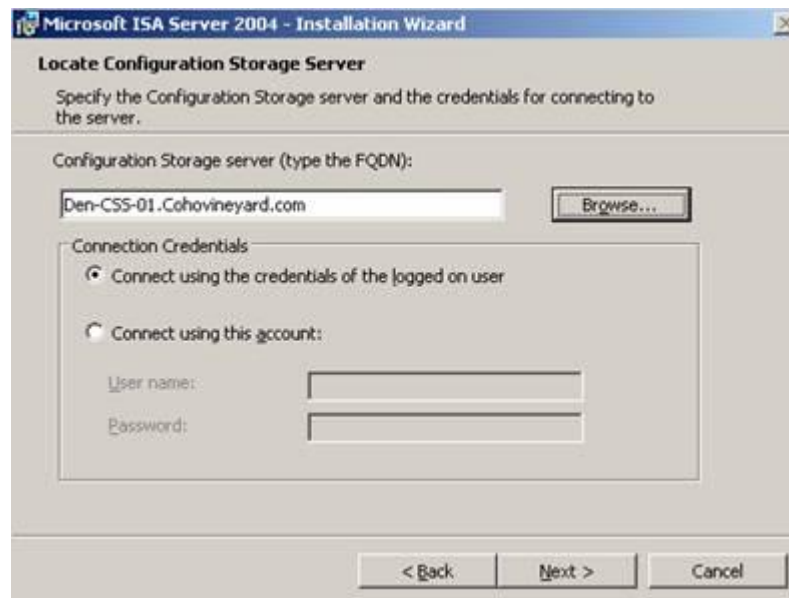 Microsoft ISA Server 2004 - Installation Wizard
Locate Configuration Storage Server
Specify the Configuration Storage server and the credentials for connecting to
the server.
Configuration Storage server (type the FQDN):
Den-CSS-01.Cohovineyard.com
Browse...
Connection Credentials
Connect using the credentials of the logged on user
Connect using this account:
User name:
Password:
< Back
Next >
Cancel